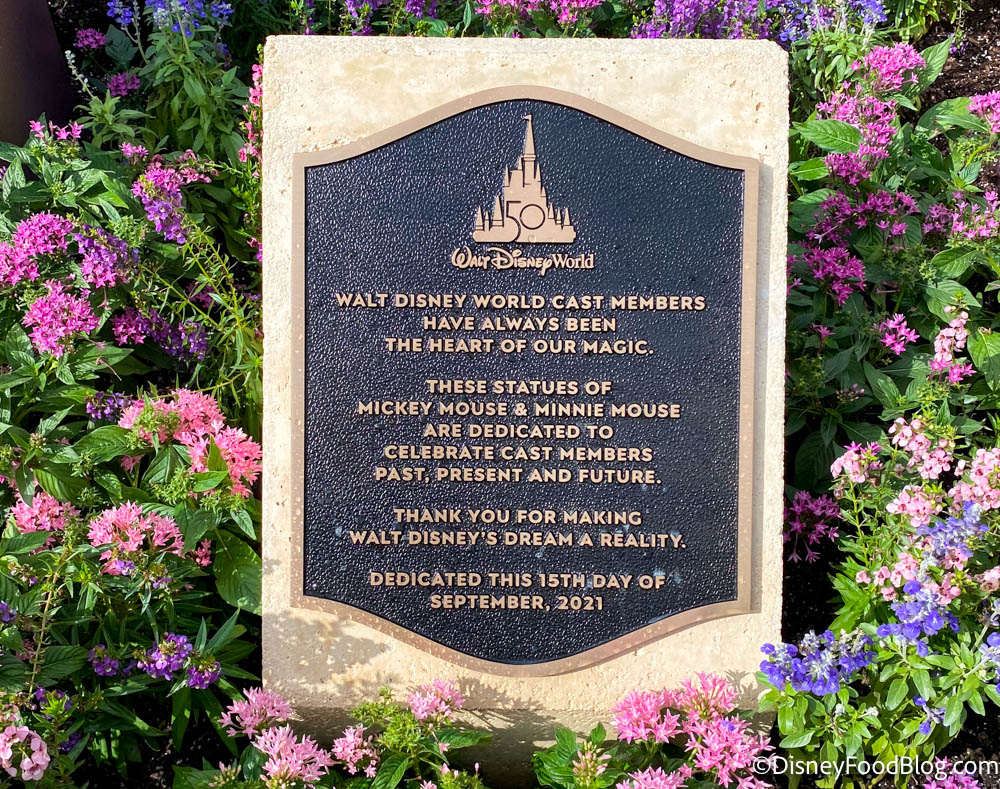 50
Walt Disney World
WALT DISNEY WORLD CAST MEMBERS
HAVE ALWAYS BEEN
THE HEART OF OUR MAGIC.
THESE STATUES OF
MICKEY MOUSE & MINNIE MOUSE
ARE DEDICATED TO
CELEBRATE CAST MEMBERS
PAST, PRESENT AND FUTURE.
THANK YOU FOR MAKING
WALT DISNEY'S DREAM A REALITY.
DEDICATED THIS 15TH DAY OF
SEPTEMBER, 2021
©DisneyFoodBlog.com